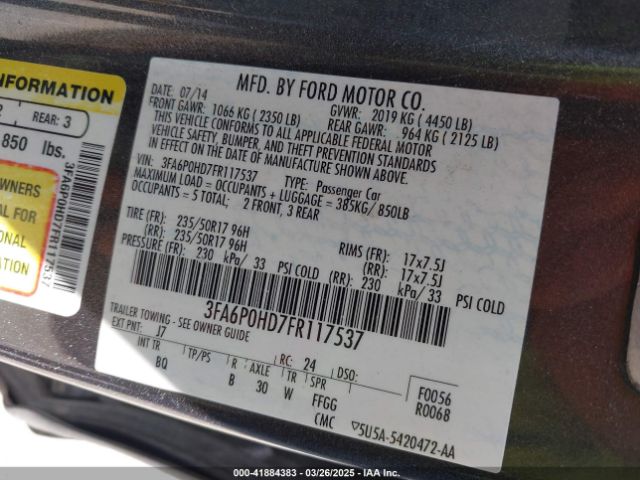 INFORMATION
2
REAR: 3
850 lbs.
OWNERS
AL FOR
ONAL
3FA6P0HD7FR117537
MFD. BY FORD MOTOR CO.
DATE: 07/14 GVWR: 2019 KG ( 4450 LB)
FRONT GAWR: 1066 KG ( 2350 LB) REAR GAWR: 964 KG ( 2125 LB)
THIS VEHICLE CONFORMS TO ALL APPLICABLE FEDERAL MOTOR
VEHICLE SAFETY, BUMPER, AND THEFT PREVENTION STANDARDS
IN EFFECT ON THE DATE OF MANUFACTURE SHOWN ABOVE.
VIN: 3FA6P0HD7FR117537 TYPE: Passenger Car
MAXIMUM LOAD = OCCUPANTS + LUGGAGE = 385KG/ 850LB
OCCUPANTS = 5 TOTAL; 2 FRONT, 3 REAR
TIRE (FR): 235/50R17 96H RIMS (FR): 17x7.5J
(RR): 235/50R17 96H (RR): 17x7.5J
PRESSURE (FR): 230 kPa/ 33 PSI COLD (RR): 230 kPa/ 33 PSI COLD
3FA6P0HD7FR117537
TRAILER TOWING - SEE OWNER GUIDE
EXT PNT: J7 RC: 24 DSO:
INT TR TP/PS R AXLE TR SPR
BQ B 30 W FFGG
CMC
F0056
R006B
5U5A-5420472-AA
000-41884383 - 03/26/2025 - IAA Inc.